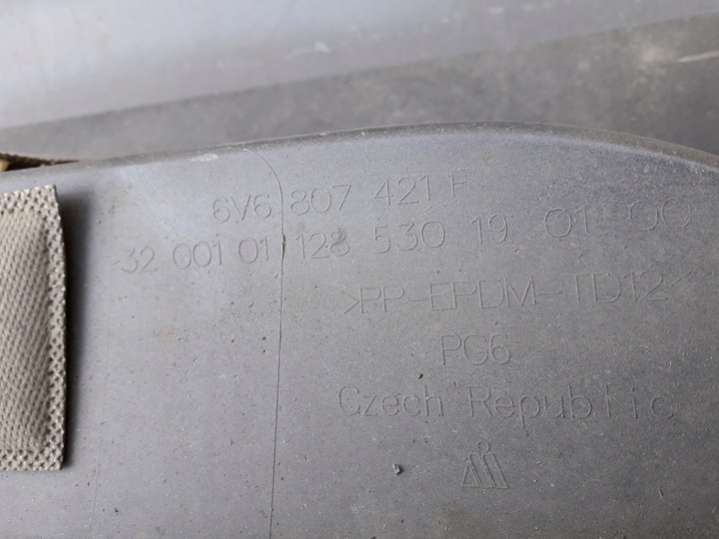 6V6 807 421 F
32 001 01 128 530 19 01 00
>PP-EPDM-TD12<
PG6
Czech Republic